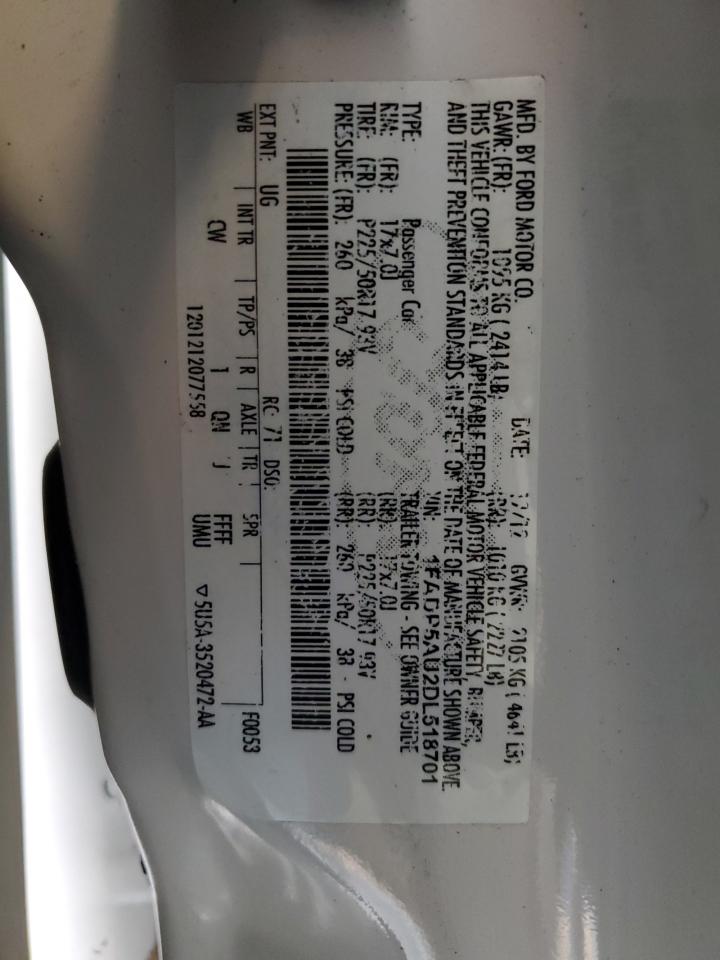 MFD. BY FORD MOTOR CO.
DATE: 12/12 GVWR: 2105 KG ( 4641 LB)
GAWR: (FR): 1095 KG ( 2414 LB) (RR): 1010 KG ( 2227 LB)
THIS VEHICLE CONFORMS TO ALL APPLICABLE FEDERAL MOTOR VEHICLE SAFETY, BUMPER,
AND THEFT PREVENTION STANDARDS IN EFFECT ON THE DATE OF MANUFACTURE SHOWN ABOVE.
VIN: 1FADP5AU2DL518701
TYPE: Passenger Car TRAILER TOWING - SEE OWNER GUIDE
RIM: (FR): 17x7.0J (RR): 17x7.0J
TIRE: (FR): P225/50R17 93V (RR): P225/50R17 93V
PRESSURE: (FR): 260 kPa/ 38 PSI COLD (RR): 260 kPa/ 38 - PSI COLD
EXT PNT: UG RC: 71 DSO: F0053
WB INT TR TP/PS R AXLE TR SPR
CW 1 QN J FFFF
UMU
1201212077558 ▽5U5A-3520472-AA